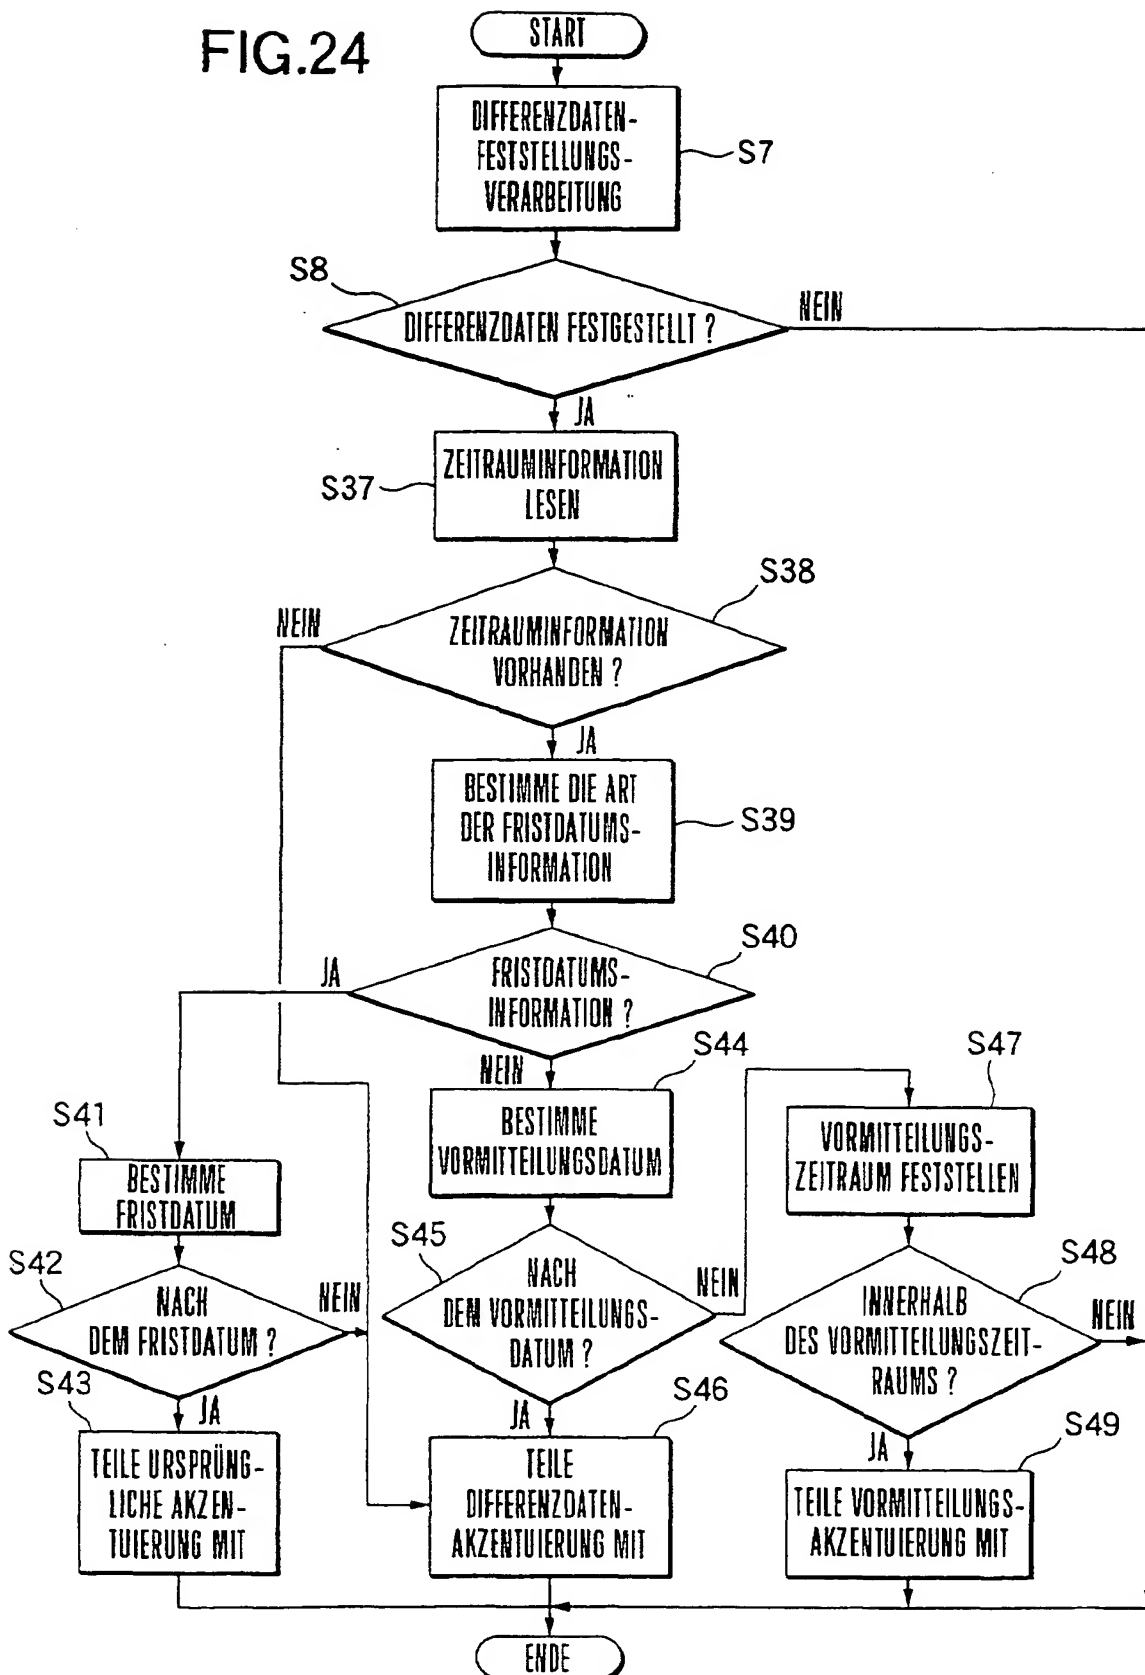 FIG.24
START
DIFFERENZDATEN-
FESTSTELLUNGS-
VERARBEITUNG
S7
S8
DIFFERENZDATEN FESTGESTELLT ?
NEIN
JA
S37
ZEITRAUMINFORMATION
LESEN
S38
NEIN
ZEITRAUMINFORMATION
VORHANDEN ?
JA
BESTIMME DIE ART
DER FRISTDATUMS-
INFORMATION
S39
S40
JA
FRISTDATUMS-
INFORMATION ?
NEIN
S44
S47
S41
BESTIMME
FRISTDATUM
BESTIMME
VORMITTEILUNGSDATUM
VORMITTEILUNGS-
ZEITRAUM FESTSTELLEN
S42
NACH
DEM FRISTDATUM ?
NEIN
S45
NACH
DEM VORMITTEILUNGS-
DATUM ?
NEIN
S48
INNERHALB
DES VORMITTEILUNGSZEIT-
RAUMS ?
NEIN
S43
JA
TEILE URSPRÜNG-
LICHE AKZEN-
TUIERUNG MIT
JA
S46
TEILE
DIFFERENZDATEN-
AKZENTUIERUNG MIT
JA
S49
TEILE VORMITTEILUNGS-
AKZENTUIERUNG MIT
ENDE